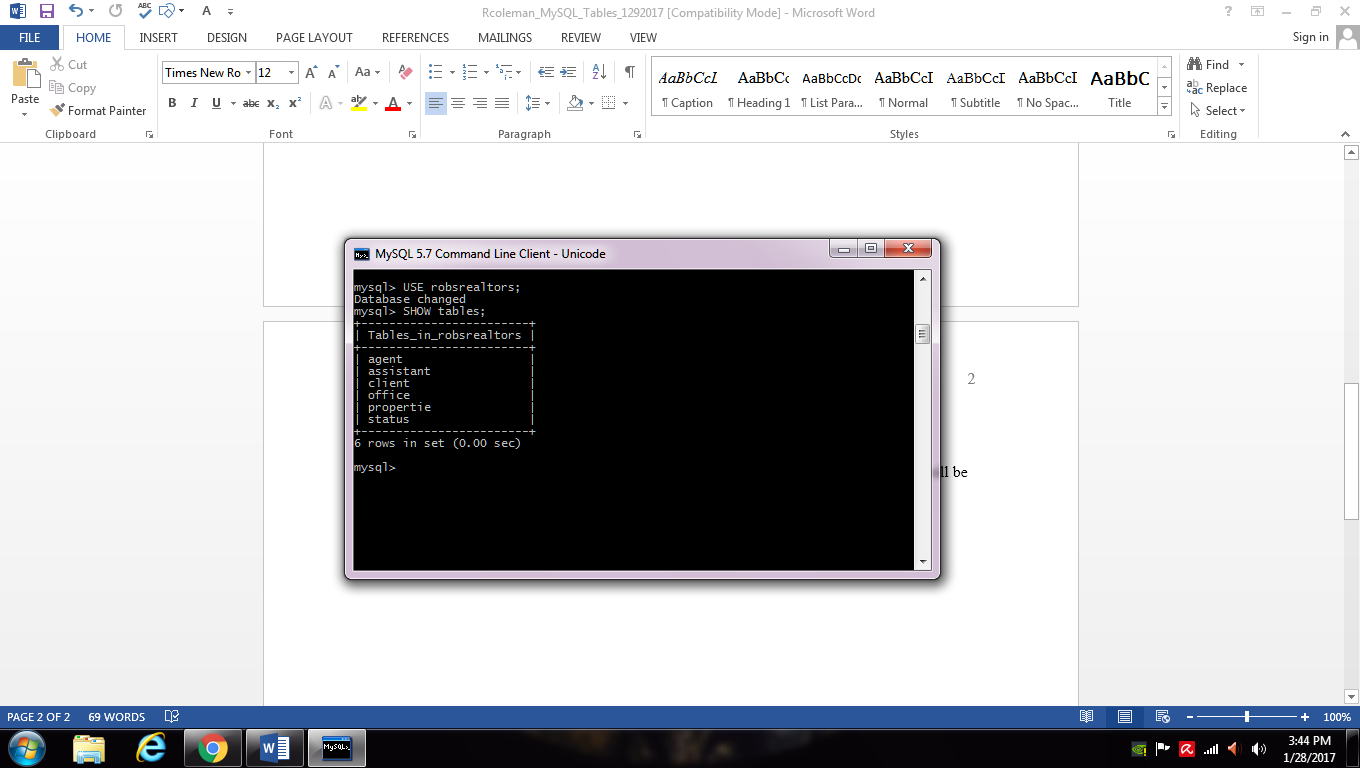 Rcoleman_MySQL_Tables_1292017 [Compatibility Mode] - Microsoft Word
FILE HOME INSERT DESIGN PAGE LAYOUT REFERENCES MAILINGS REVIEW VIEW Sign in
Paste
Cut
Copy
Format Painter
Clipboard
Times New Ro 12
Font
Paragraph
AaBbCcI AaBbCc AaBbCcDc AaBbCcI AaBbCcI AaBbCcI AaBbC
¶ Caption ¶ Heading 1 ¶ List Para... ¶ Normal ¶ Subtitle ¶ No Spac... Title
Styles
Find
Replace
Select
Editing
MySQL 5.7 Command Line Client - Unicode
mysql> USE robsrealtors;
Database changed
mysql> SHOW tables;
+------------------------+
| Tables_in_robsrealtors |
+------------------------+
| agent |
| assistant |
| client |
| office |
| propertie |
| status |
+------------------------+
6 rows in set (0.00 sec)
mysql>
2
ll be
PAGE 2 OF 2 69 WORDS 100%
3:44 PM
1/28/2017